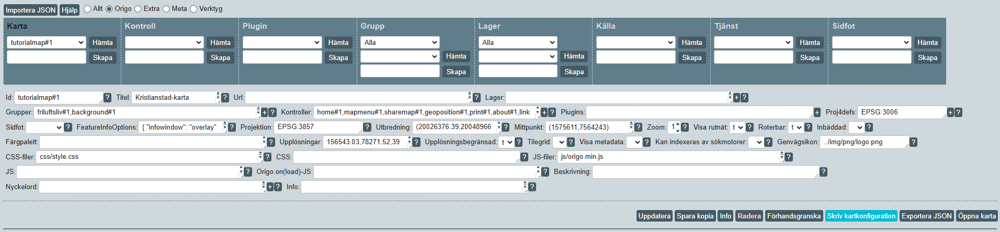 Importera JSON Hjälp Allt Origo Extra Meta Verktyg
Karta Kontroll Plugin Grupp Lager Källa Tjänst Sidfot
tutorialmap#1 Hämta Hämta Hämta Alla Alla Hämta Hämta Hämta
Skapa Skapa Skapa Hämta Hämta Skapa Skapa Skapa
Skapa Skapa
Id: tutorialmap#1 ? Titel: Kristianstad-karta ? Url: ? Lager: + ?
Grupper: friluftsliv#1,background#1 + ? Kontroller: home#1,mapmenu#1,sharemap#1,geoposition#1,print#1,about#1,link + ? Plugins: + Proj4defs: EPSG:3006 + ?
Sidfot: ? FeatureInfoOptions: { "infowindow": "overlay" ? Projektion: EPSG:3857 ? Utbredning: (20026376.39,20048966 ? Mittpunkt: (1575611,7564243) ? Zoom: 1 ? Visa rutnät: t ? Roterbar: t ? Inbäddad: ?
Färgpalett: ? Upplösningar: 156543.03,78271.52,39 ? Upplösningsbegränsad: t ? Tilegrid: ? Visa metadata: ? Kan indexeras av sökmotorer: ? Genvägsikon: ../img/png/logo.png ?
CSS-filer: css/style.css ? CSS: ? JS-filer: js/origo.min.js ?
JS: ? Origo.on(load)-JS: ? Beskrivning: ?
Nyckelord: + ? Info: ?
Uppdatera Spara kopia Info Radera Förhandsgranska Skriv kartkonfiguration Exportera JSON Öppna karta